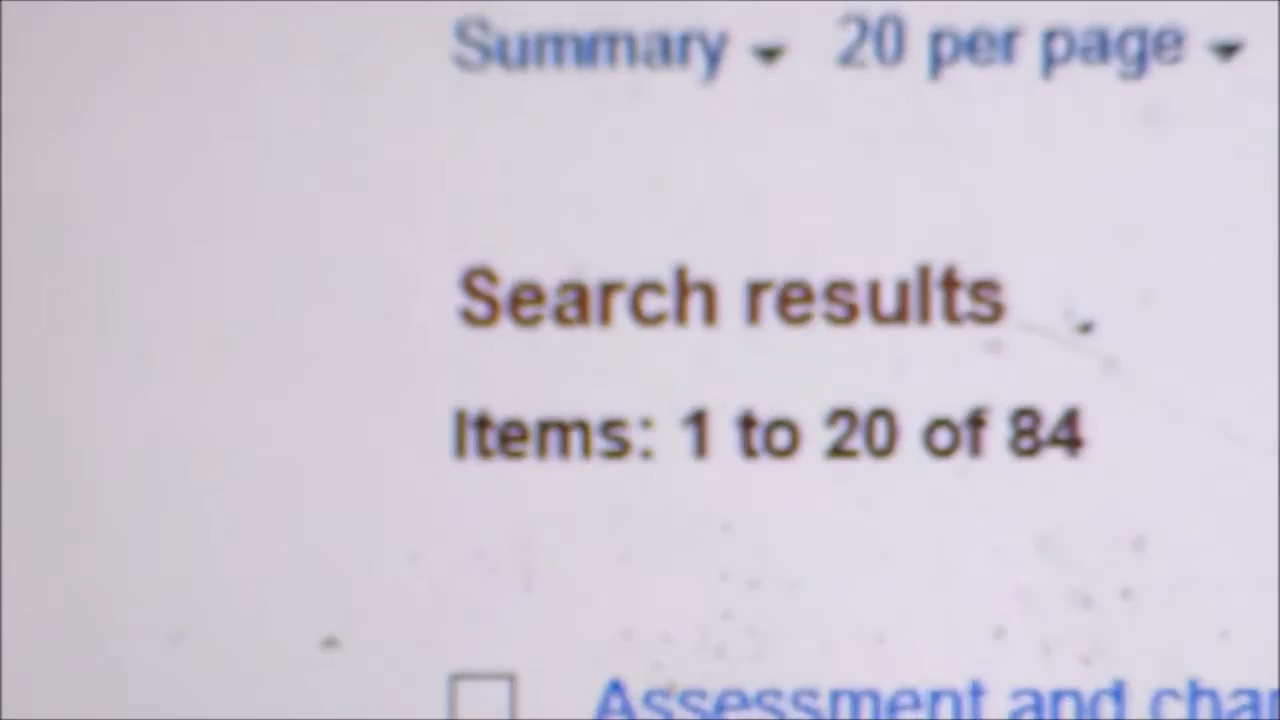 Summary 20 per page
Search results
Items: 1 to 20 of 84
Assessment and